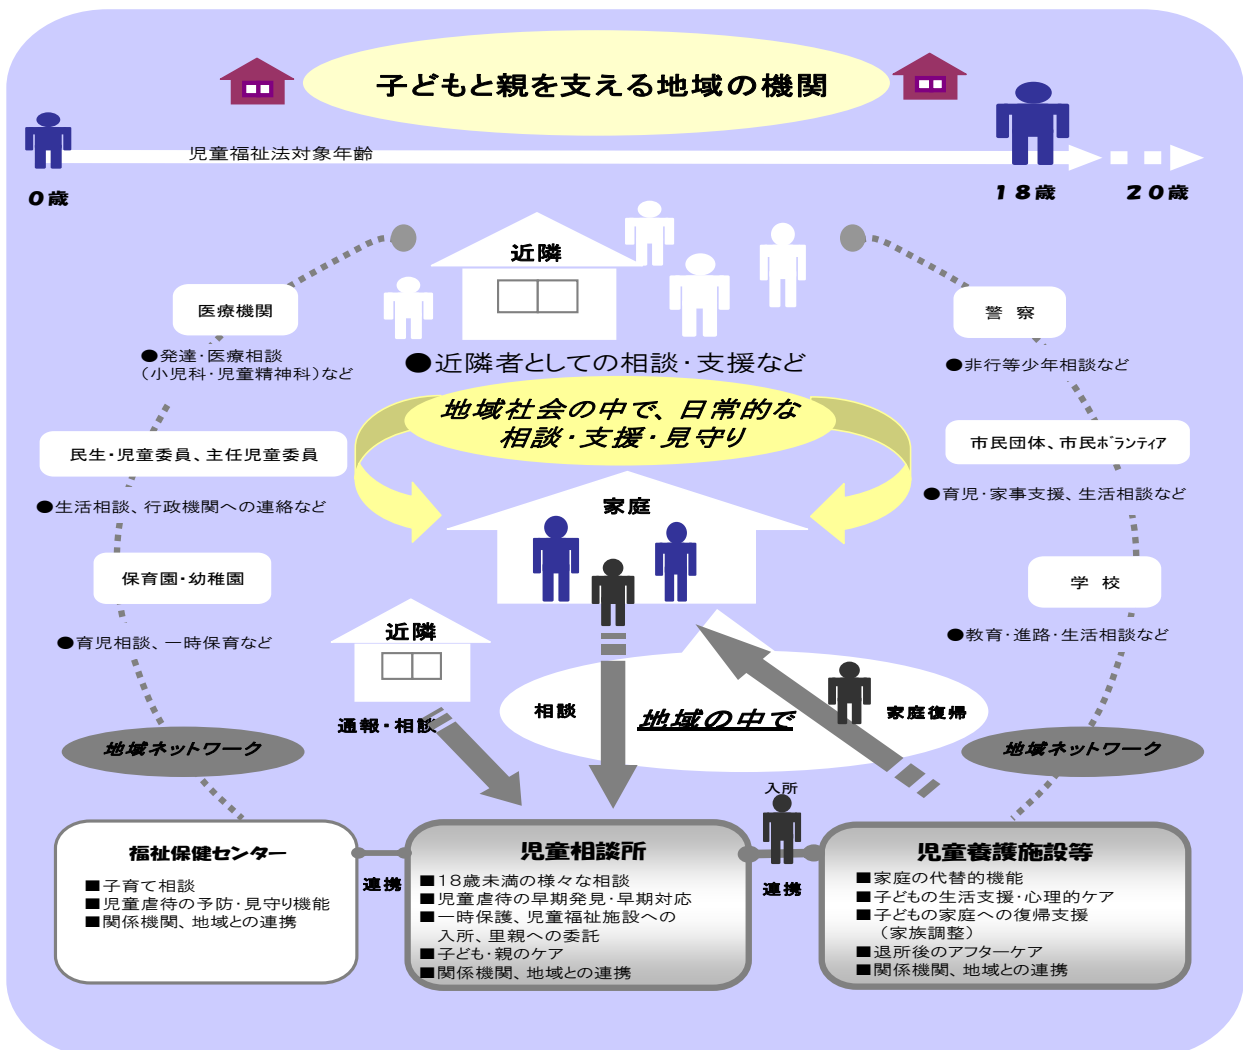 子どもと親を支える地域の機関
児童福祉法対象年齢
0歳
18歳
20歳
近隣
医療機関
●発達・医療相談
(小児科・児童精神科)など
●近隣者としての相談・支援など
警 察
●非行等少年相談など
地域社会の中で、日常的な
相談・支援・見守り
民生・児童委員、主任児童委員
●生活相談、行政機関への連絡など
市民団体、市民ボランティア
●育児・家事支援、生活相談など
家庭
保育園・幼稚園
●育児相談、一時保育など
学 校
●教育・進路・生活相談など
近隣
通報・相談
相談
地域の中で
家庭復帰
地域ネットワーク
地域ネットワーク
入所
福祉保健センター
■子育て相談
■児童虐待の予防・見守り機能
■関係機関、地域との連携
連携
児童相談所
■18歳未満の様々な相談
■児童虐待の早期発見・早期対応
■一時保護、児童福祉施設への
入所、里親への委託
■子ども・親のケア
■関係機関、地域との連携
連携
児童養護施設等
■家庭の代替的機能
■子どもの生活支援・心理的ケア
■子どもの家庭への復帰支援
(家族調整)
■退所後のアフターケア
■関係機関、地域との連携